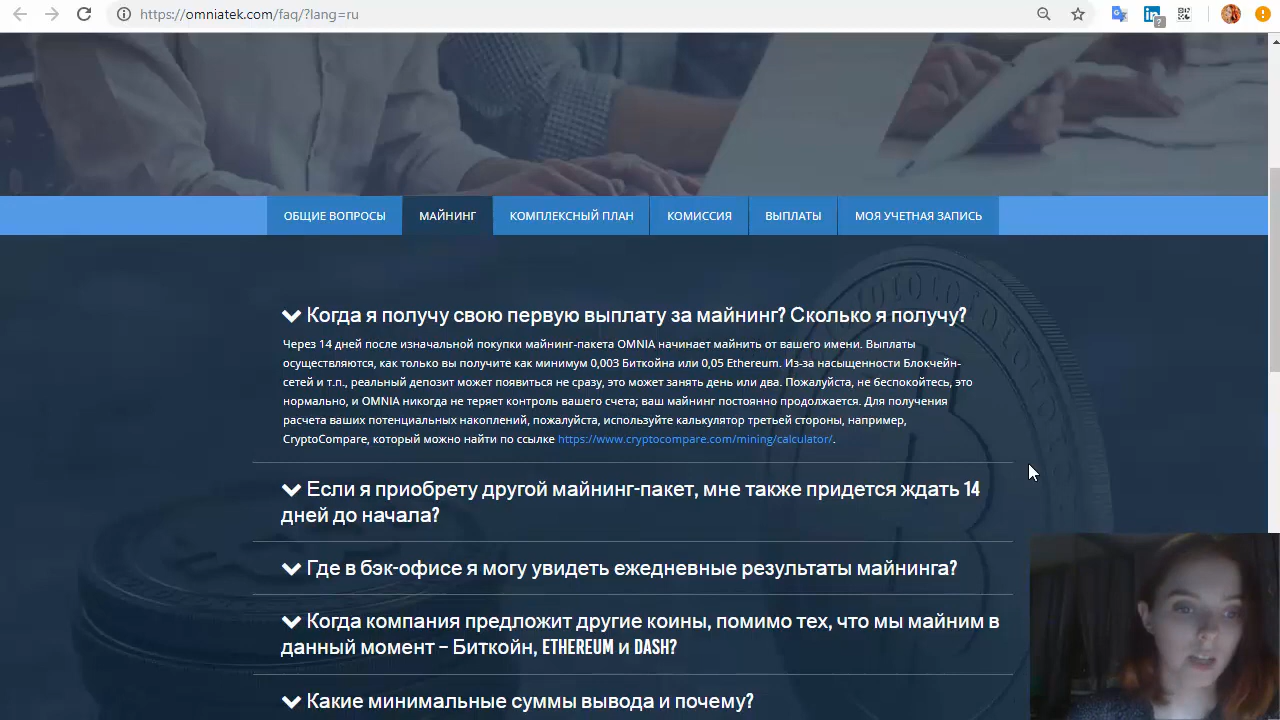 https://omniatek.com/faq/?lang=ru
ОБЩИЕ ВОПРОСЫ
МАЙНИНГ
КОМПЛЕКСНЫЙ ПЛАН
КОМИССИЯ
ВЫПЛАТЫ
МОЯ УЧЕТНАЯ ЗАПИСЬ
Когда я получу свою первую выплату за майнинг? Сколько я получу?
Через 14 дней после изначальной покупки майнинг-пакета OMNIA начинает майнить от вашего имени. Выплаты
осуществляются, как только вы получите как минимум 0,003 Биткойна или 0,05 Ethereum. Из-за насыщенности Блокчейн-
сетей и т.п., реальный депозит может появиться не сразу, это может занять день или два. Пожалуйста, не беспокойтесь, это
нормально, и OMNIA никогда не теряет контроль вашего счета; ваш майнинг постоянно продолжается. Для получения
расчета ваших потенциальных накоплений, пожалуйста, используйте калькулятор третьей стороны, например,
CryptoCompare, который можно найти по ссылке https://www.cryptocompare.com/mining/calculator/.
Если я приобрету другой майнинг-пакет, мне также придется ждать 14
дней до начала?
Где в бэк-офисе я могу увидеть ежедневные результаты майнинга?
Когда компания предложит другие коины, помимо тех, что мы майним в
данный момент – Биткойн, ETHEREUM и DASH?
Какие минимальные суммы вывода и почему?